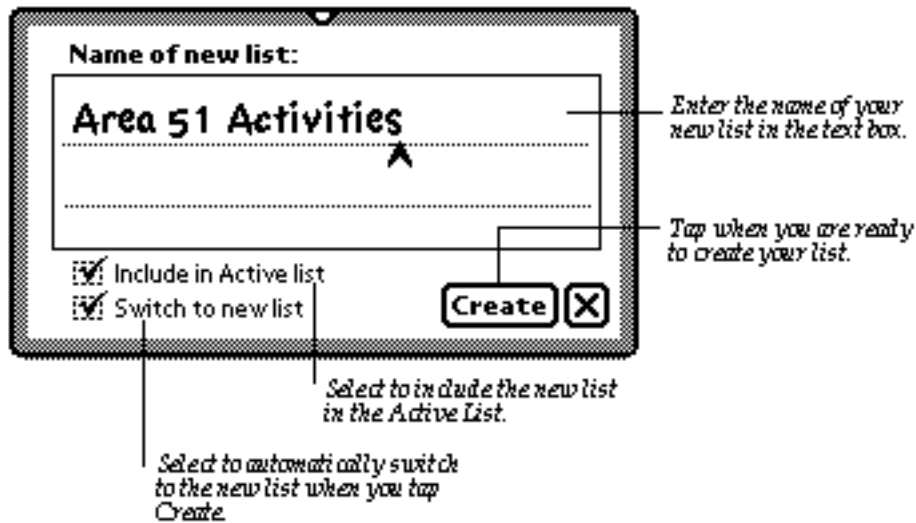 Name of new list:
Area 51 Activities
Enter the name of your
new list in the text box.
Tap when you are ready
to create your list.
Include in Active list
Switch to new list
Create
Select to include the new list
in the Active List.
Select to automatically switch
to the new list when you tap
Create.